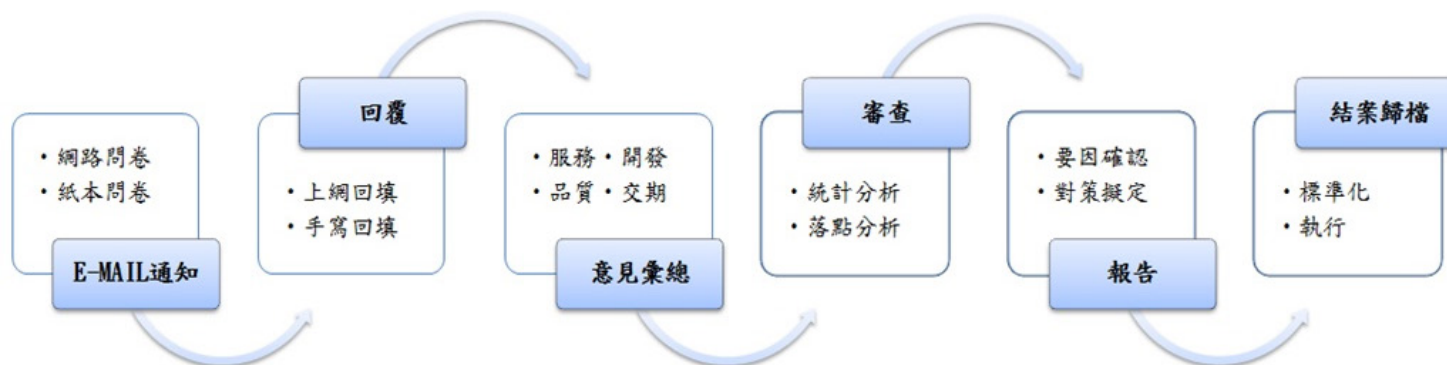 ・網路問卷
・紙本問卷
E-MAIL通知
回覆
・上網回填
・手寫回填
・服務・開發
・品質・交期
意見彙總
審查
・統計分析
・落點分析
・要因確認
・對策擬定
報告
結案歸檔
・標準化
・執行